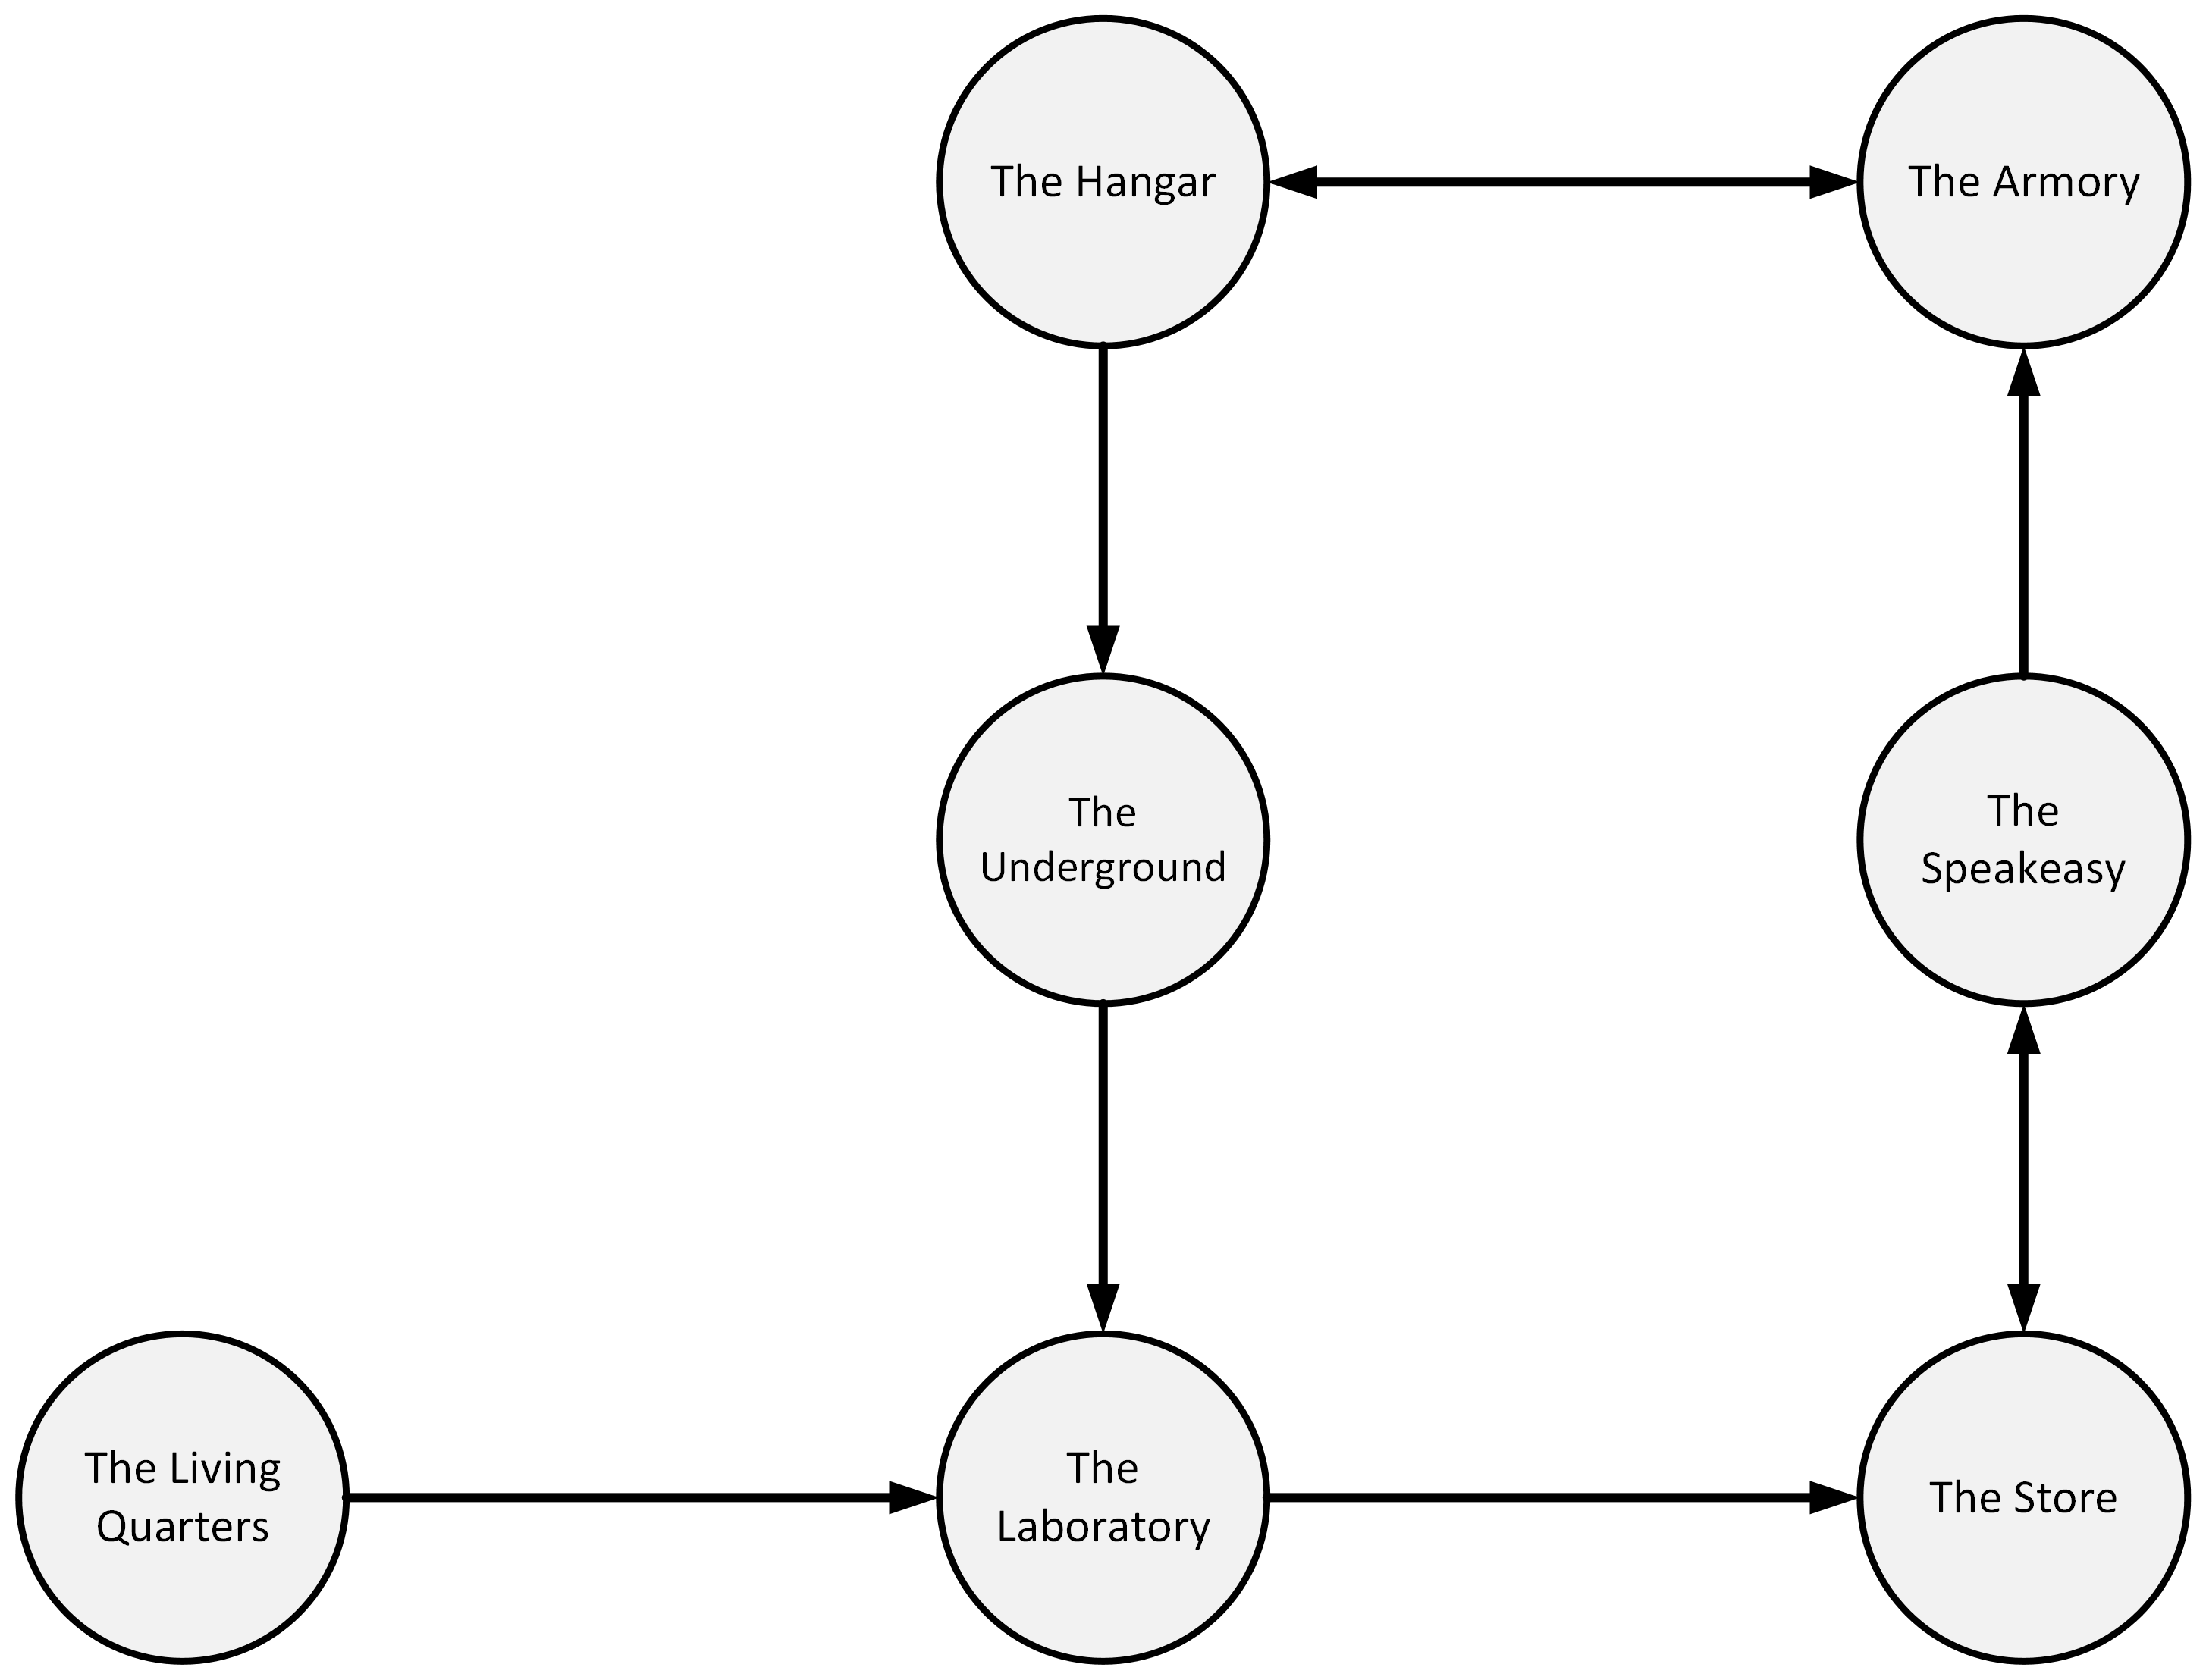 The Hangar
The Armory
The
Underground
The
Speakeasy
The Living
Quarters
The
Laboratory
The Store